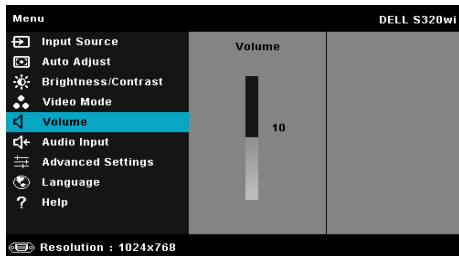 Menu
DELL S320wi
Input Source
Auto Adjust
Brightness/Contrast
Video Mode
Volume
Audio Input
Advanced Settings
Language
Help
Volume
10
Resolution : 1024x768